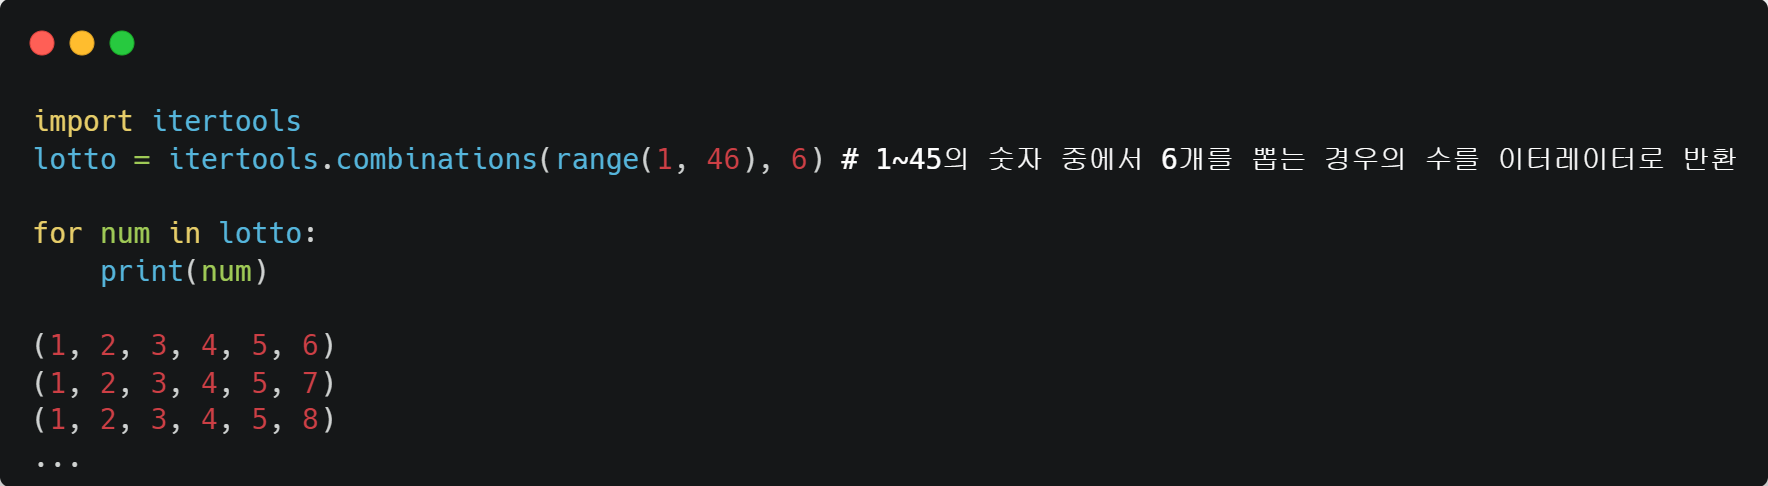 import itertools
lotto = itertools.combinations(range(1, 46), 6) # 1~45의 숫자 중에서 6개를 뽑는 경우의 수를 이터레이터로 반환
for num in lotto:
    print(num)
(1, 2, 3, 4, 5, 6)
(1, 2, 3, 4, 5, 7)
(1, 2, 3, 4, 5, 8)
...